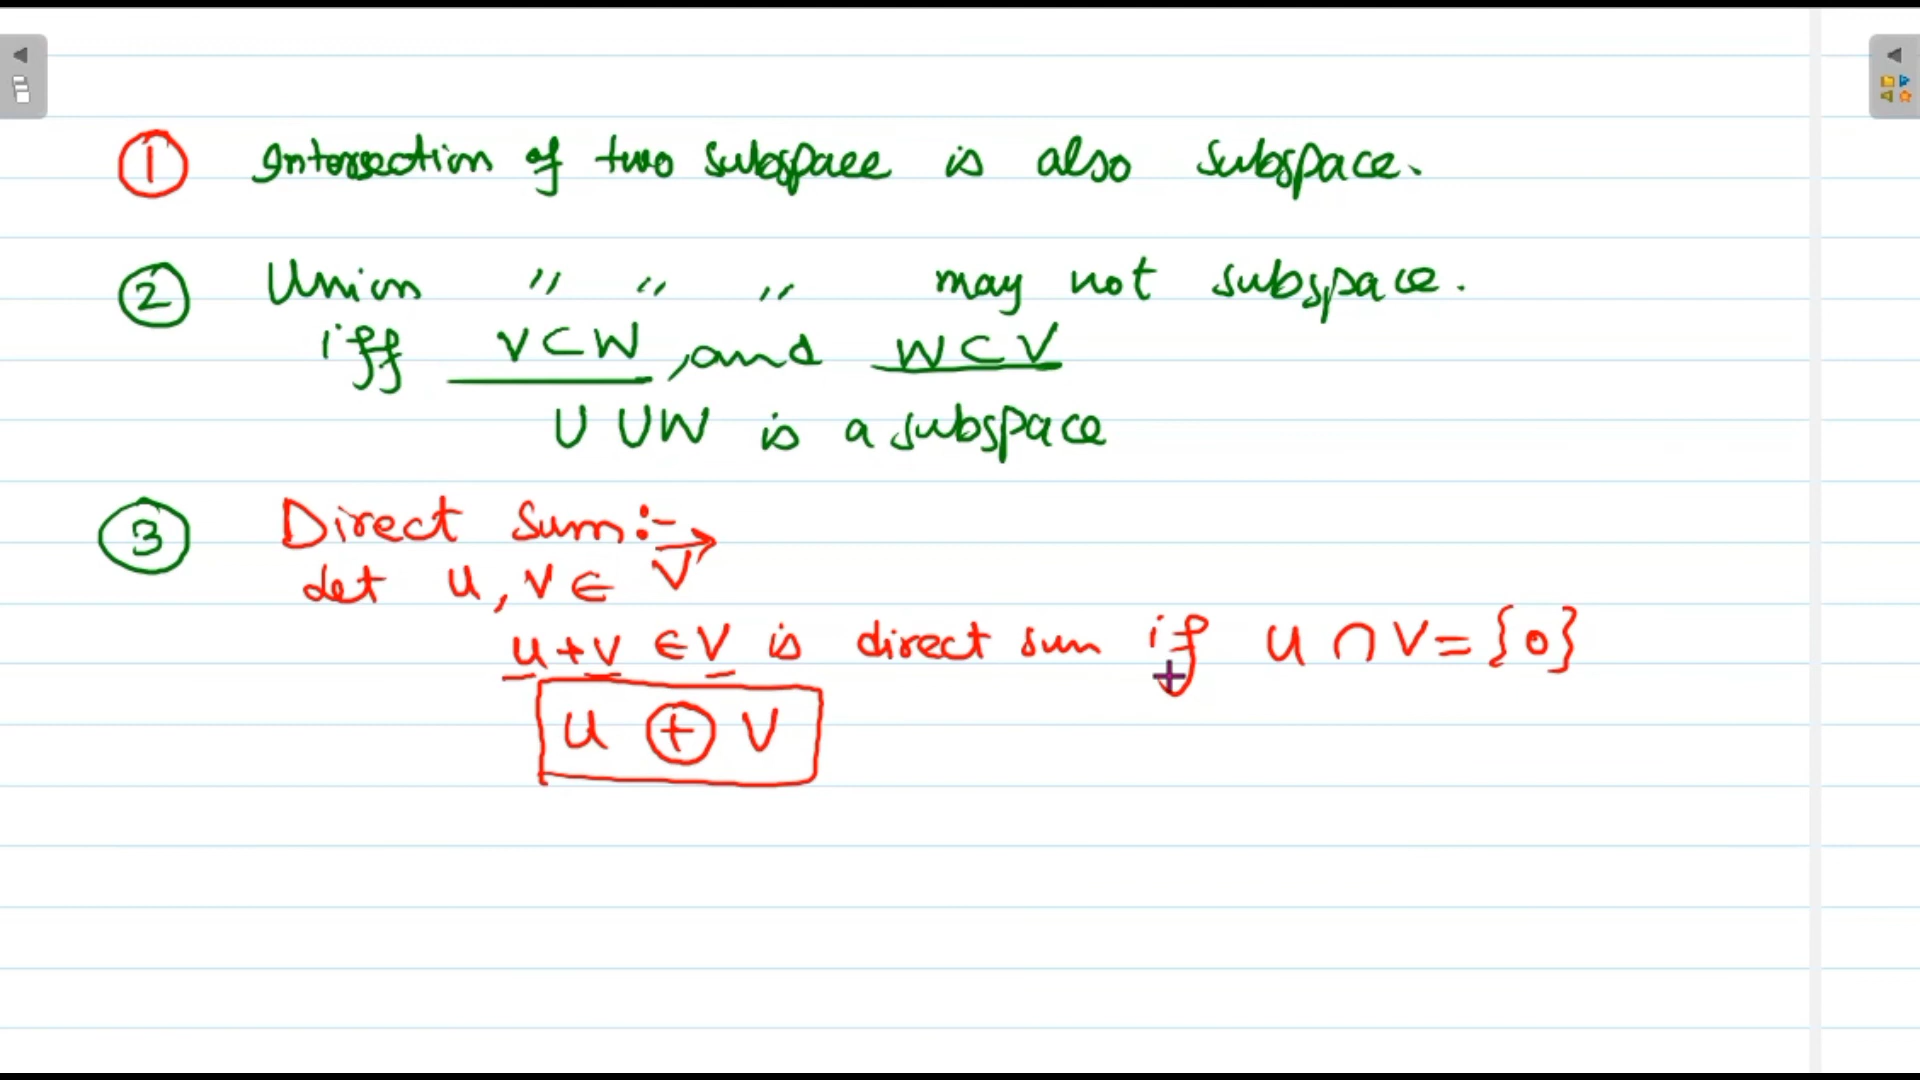 ① Intersection of two subspace is also subspace.
② Union " " " may not subspace.
iff V⊂W, and W⊂V
U ∪ W is a subspace
③ Direct Sum:-→
Let u, v ∈ V
u + v ∈ V is direct sum if u ∩ v = {0}
u ⊕ v